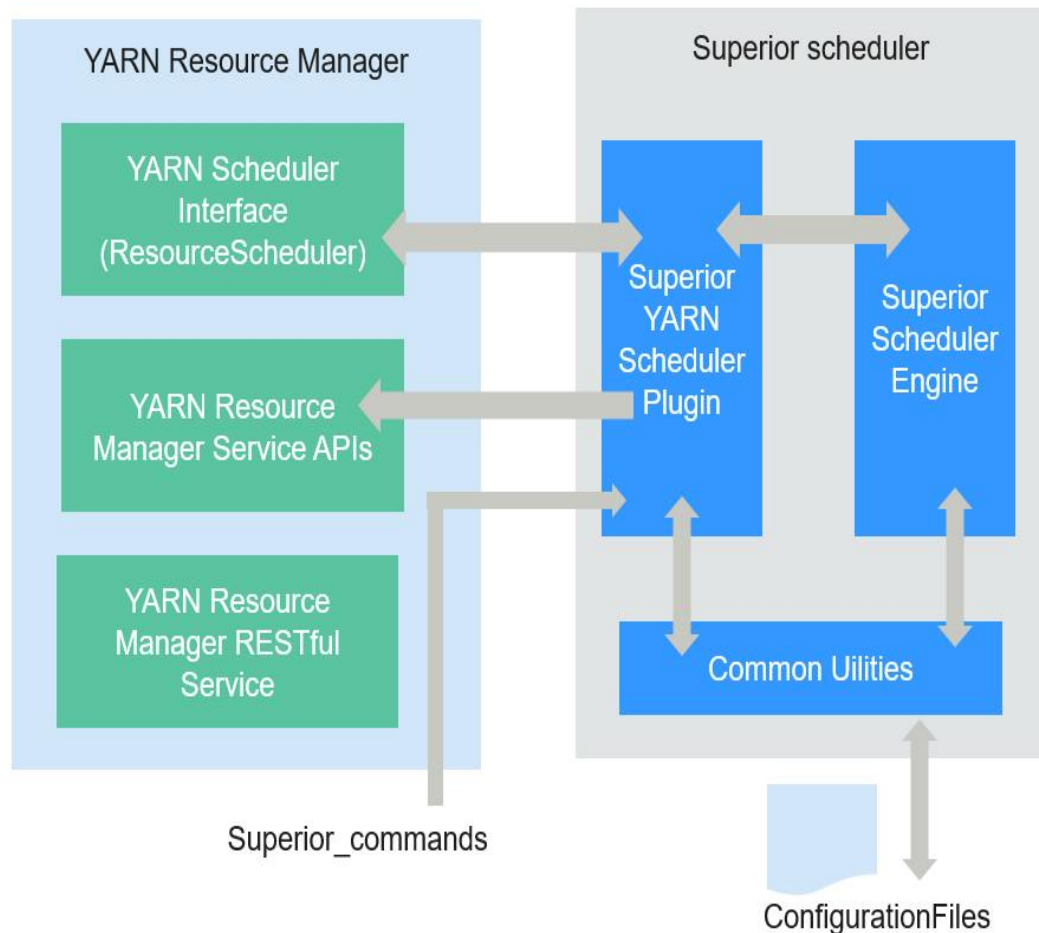 YARN Resource Manager
YARN Scheduler
Interface
(ResourceScheduler)
YARN Resource
Manager Service APIs
YARN Resource
Manager RESTful
Service
Superior scheduler
Superior
YARN
Scheduler
Plugin
Superior
Scheduler
Engine
Common Uilities
Superior_commands
ConfigurationFiles